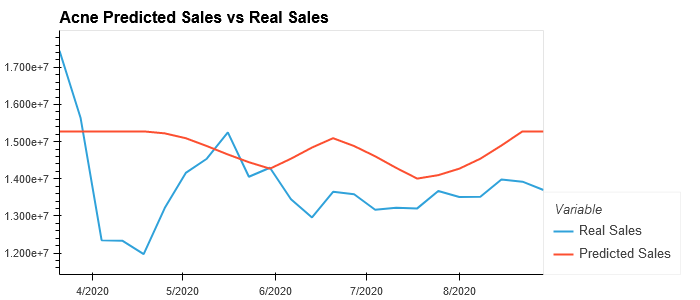 Acne Predicted Sales vs Real Sales
1.700e+7
1.600e+7
1.500e+7
1.400e+7
1.300e+7
1.200e+7
4/2020
5/2020
6/2020
7/2020
8/2020
Variable
Real Sales
Predicted Sales